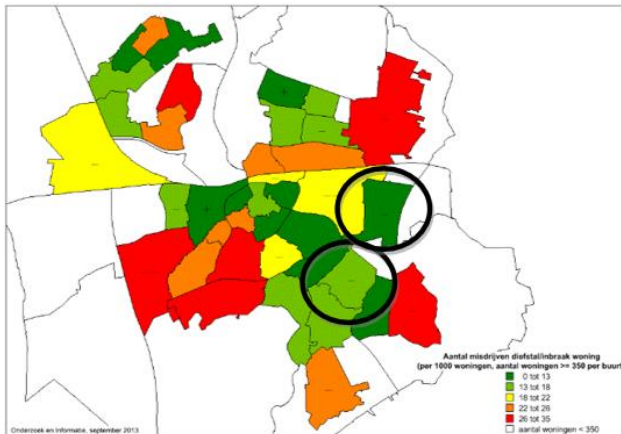 Aantal misdrijven diefstal/inbraak woning
(per 1000 woningen, aantal woningen >= 350 per buurt)
0 tot 13
13 tot 18
18 tot 22
22 tot 26
26 tot 35
aantal woningen < 350
Onderzoek en Informatie, september 2013